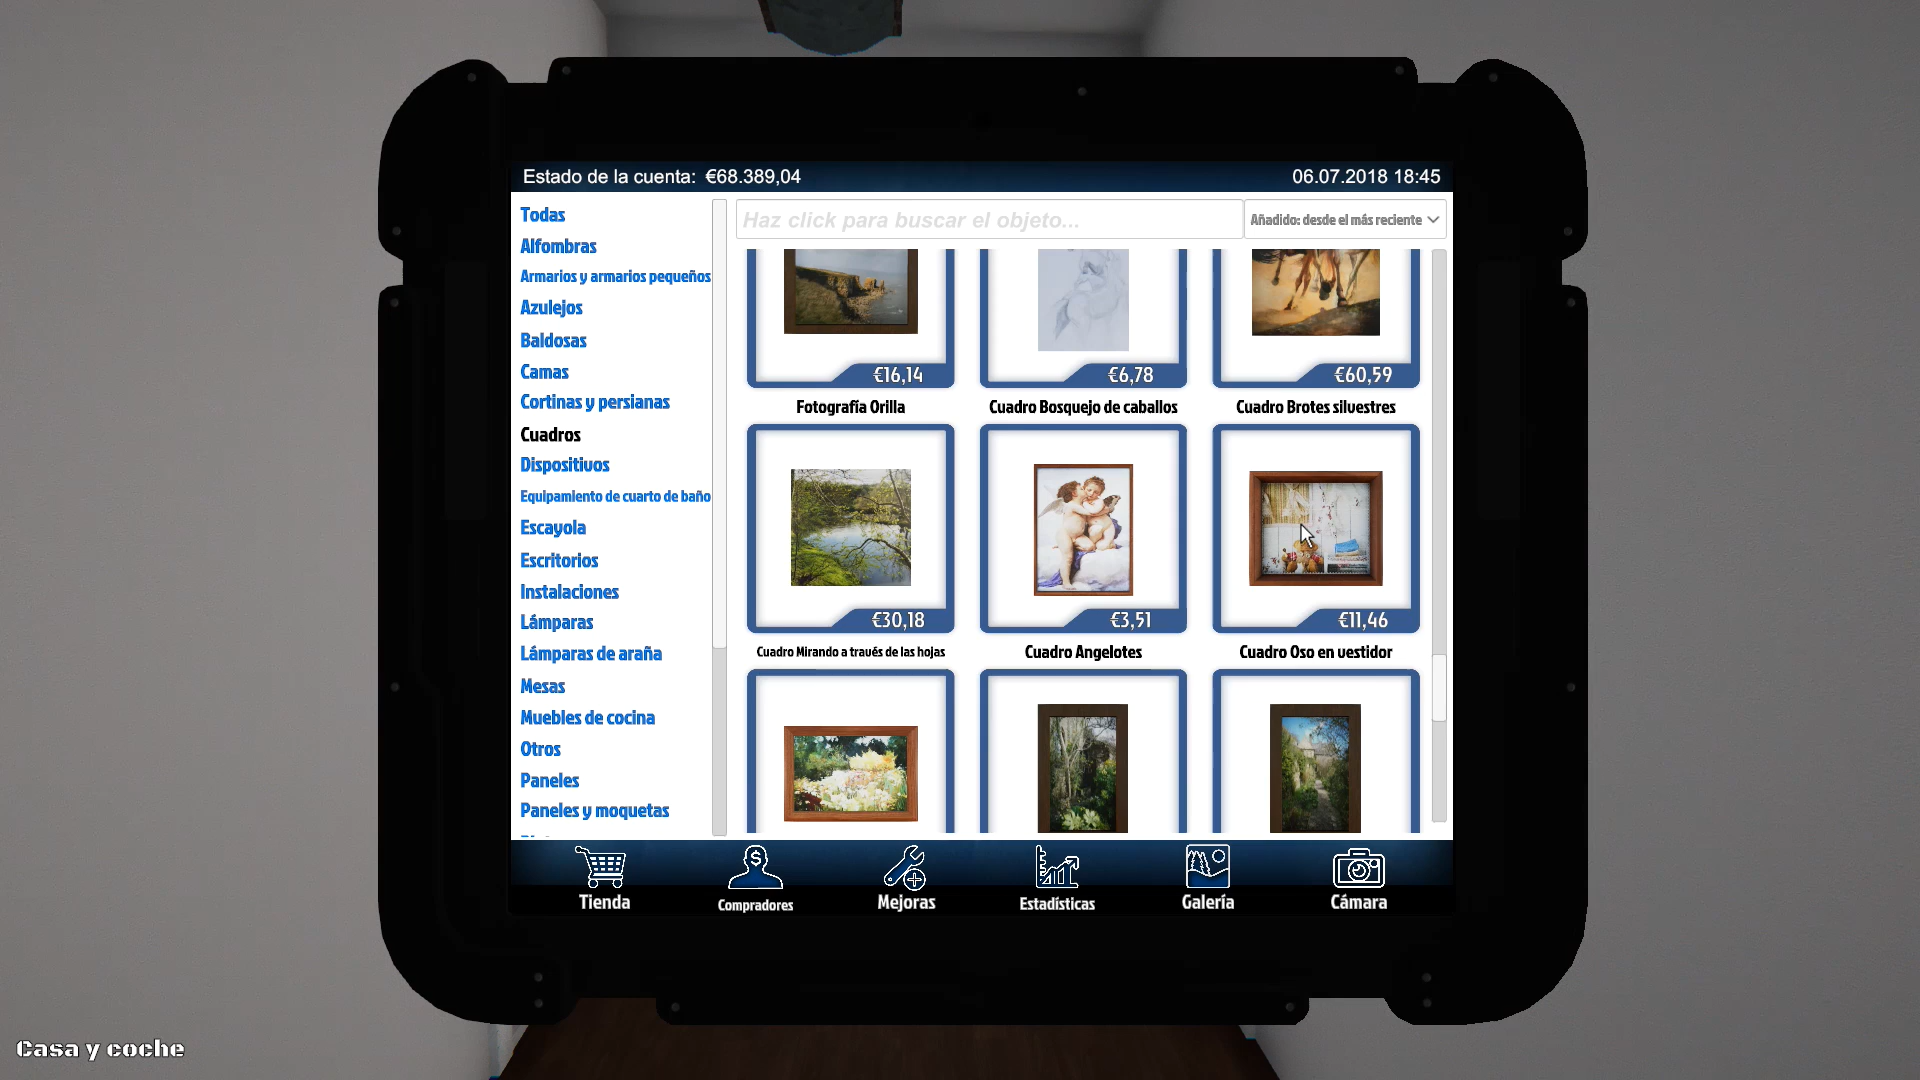 Estado de la cuenta: €68.389,04
06.07.2018 18:45
Todas
Alfombras
Armarios y armarios pequeños
Azulejos
Baldosas
Camas
Cortinas y persianas
Cuadros
Dispositivos
Equipamiento de cuarto de baño
Escayola
Escritorios
Instalaciones
Lámparas
Lámparas de araña
Mesas
Muebles de cocina
Otros
Paneles
Paneles y moquetas
Haz click para buscar el objeto...
Añadido: desde el más reciente
€16,14
€6,78
€60,59
Fotografía Orilla
Cuadro Bosquejo de caballos
Cuadro Brotes silvestres
€30,18
€3,51
€11,46
Cuadro Mirando a través de las hojas
Cuadro Angelotes
Cuadro Oso en vestidor
Tienda
Compradores
Mejoras
Estadísticas
Galería
Cámara
Casa y coche